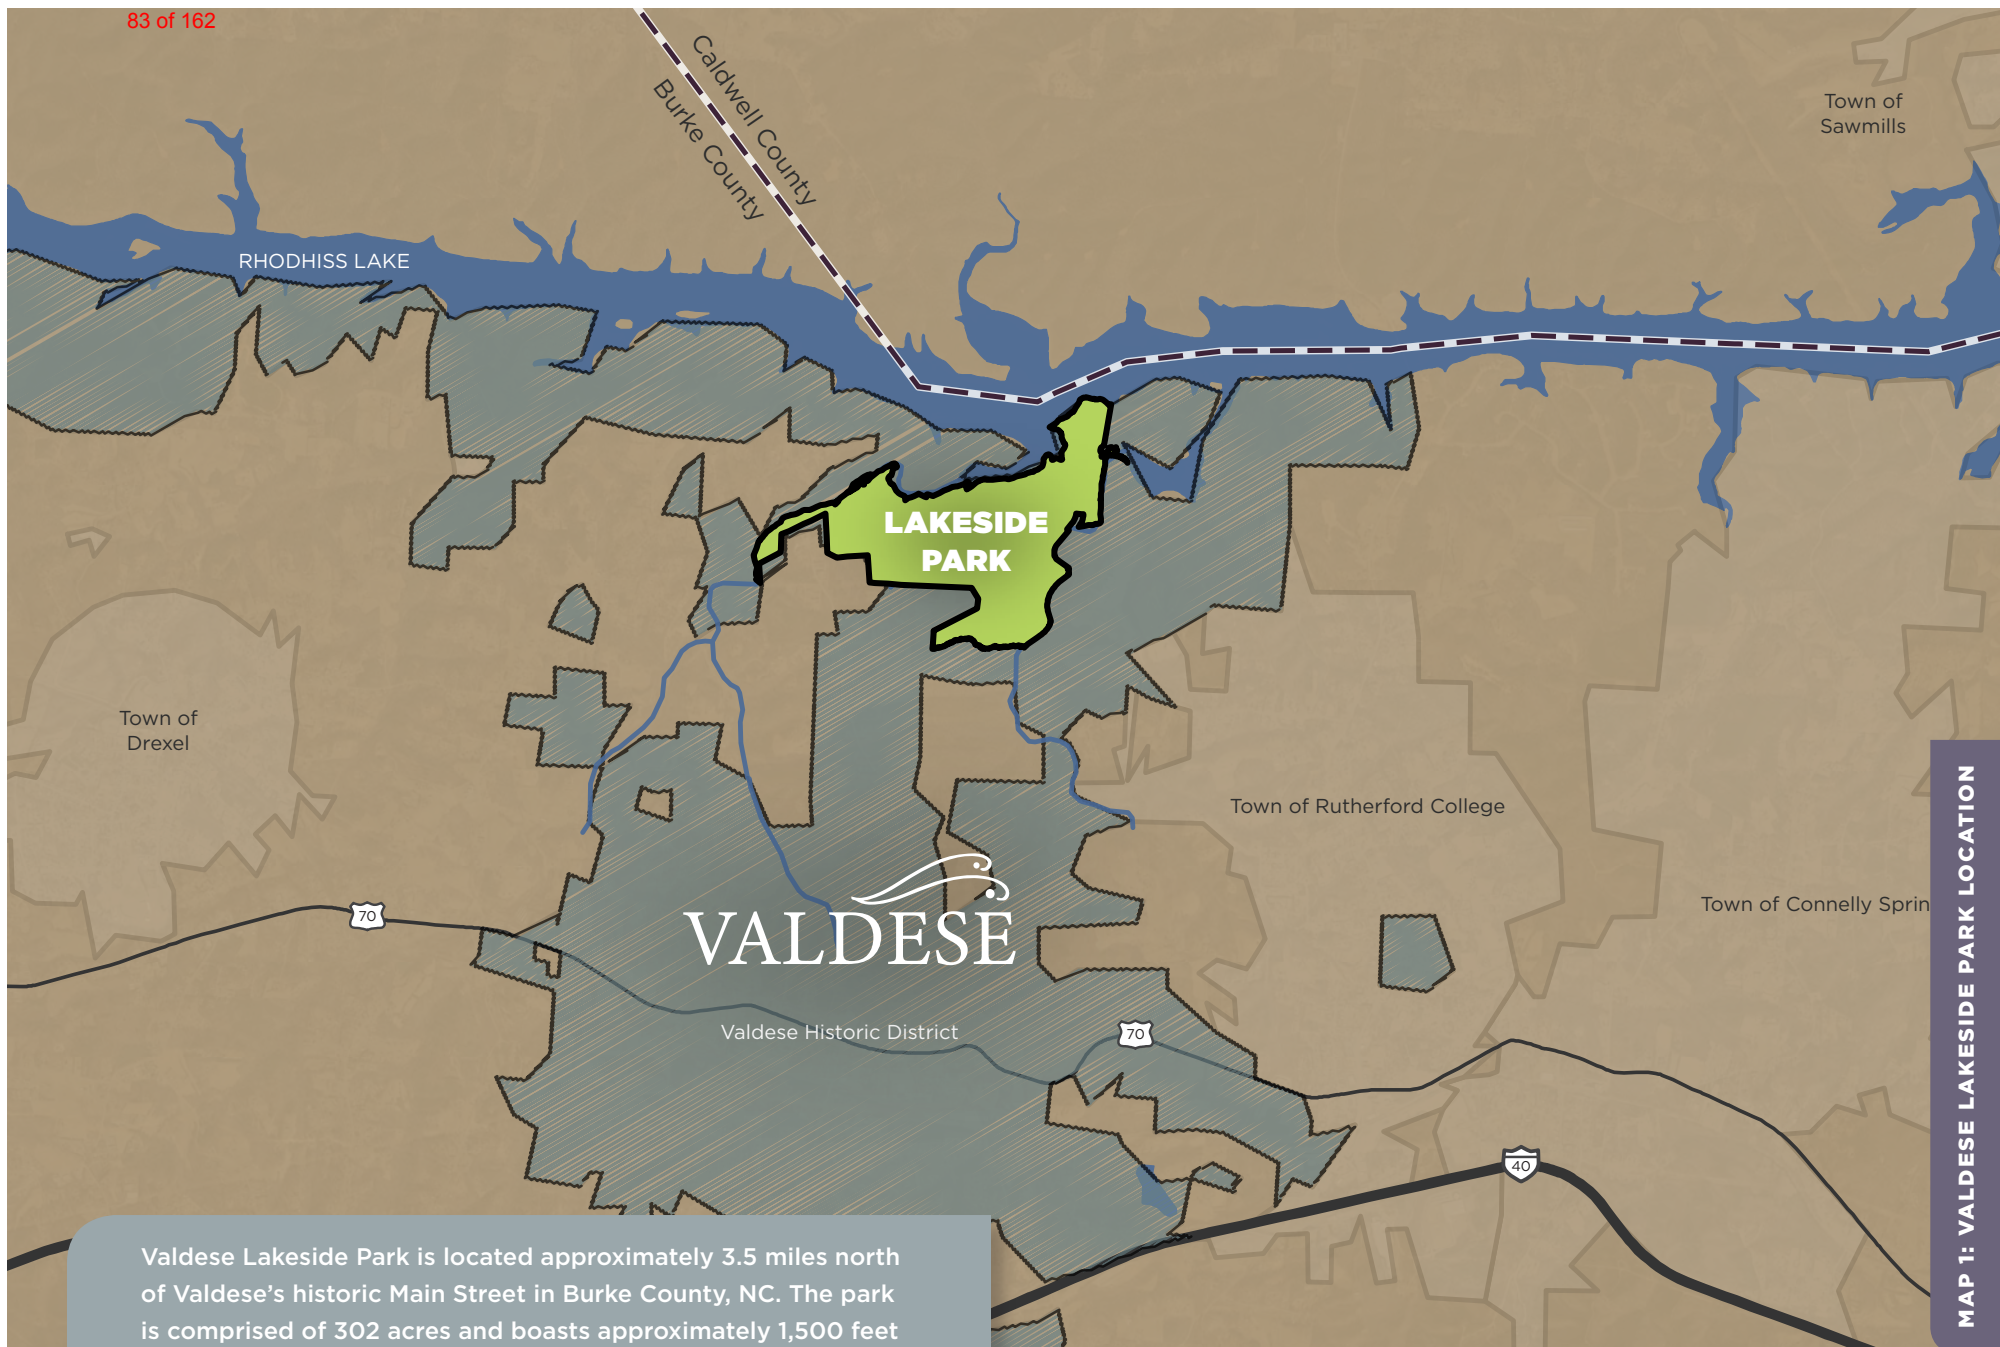 83 of 162
Caldwell County
Burke County
Town of
Sawmills
RHODHISS LAKE
LAKESIDE
PARK
Town of
Drexel
Town of Rutherford College
Town of Connelly Sprin
70
VALDESE
Valdese Historic District
70
40
Valdese Lakeside Park is located approximately 3.5 miles north
of Valdese’s historic Main Street in Burke County, NC. The park
is comprised of 302 acres and boasts approximately 1,500 feet
MAP 1: VALDESE LAKESIDE PARK LOCATION